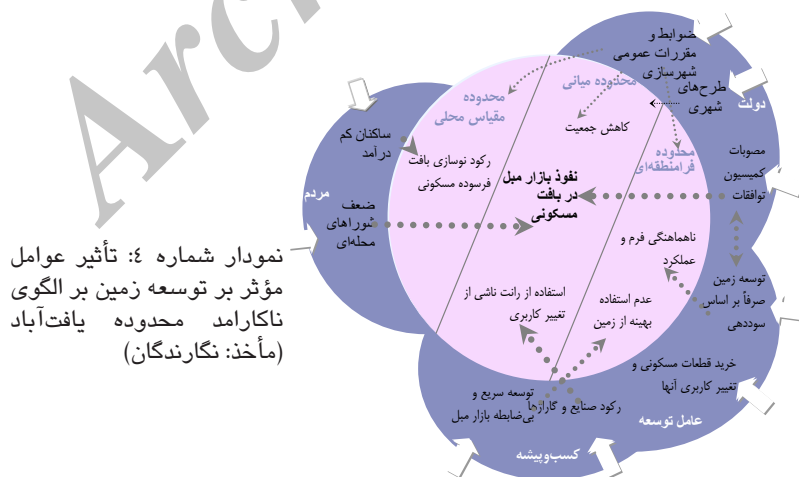 ضوابط و
مقررات عمومی
شهرسازی
طرح‌های
شهری
دولت
محدوده میانی
محدوده
مقیاس محلی
کاهش جمعیت
محدوده
فرامنطقه‌ای
ساکنان کم
درآمد
رکود نوسازی بافت
فرسوده مسکونی
نفوذ بازار مبل
در بافت
مسکونی
مصوبات
کمیسیون
توافقات
مردم
ضعف
شوراهای
محله‌ای
ناهماهنگی فرم و
عملکرد
توسعه زمین
صرفاً بر اساس
سوددهی
استفاده از رانت ناشی از
تغییر کاربری
عدم استفاده
بهینه از زمین
خرید قطعات مسکونی و
تغییر کاربری آنها
عامل توسعه
توسعه سریع و
بی‌ضابطه بازار مبل
رکود صنایع و گاراژها
کسب‌وپیشه
نمودار شماره ٤: تأثیر عوامل
مؤثر بر توسعه زمین بر الگوی
ناکارامد محدوده یافت‌آباد
(مأخذ: نگارندگان)
Arc